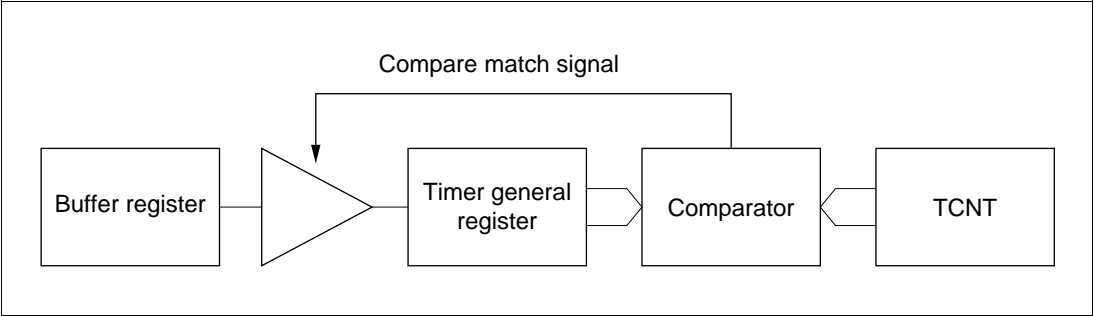 Compare match signal
Buffer register
Timer general
register
Comparator
TCNT